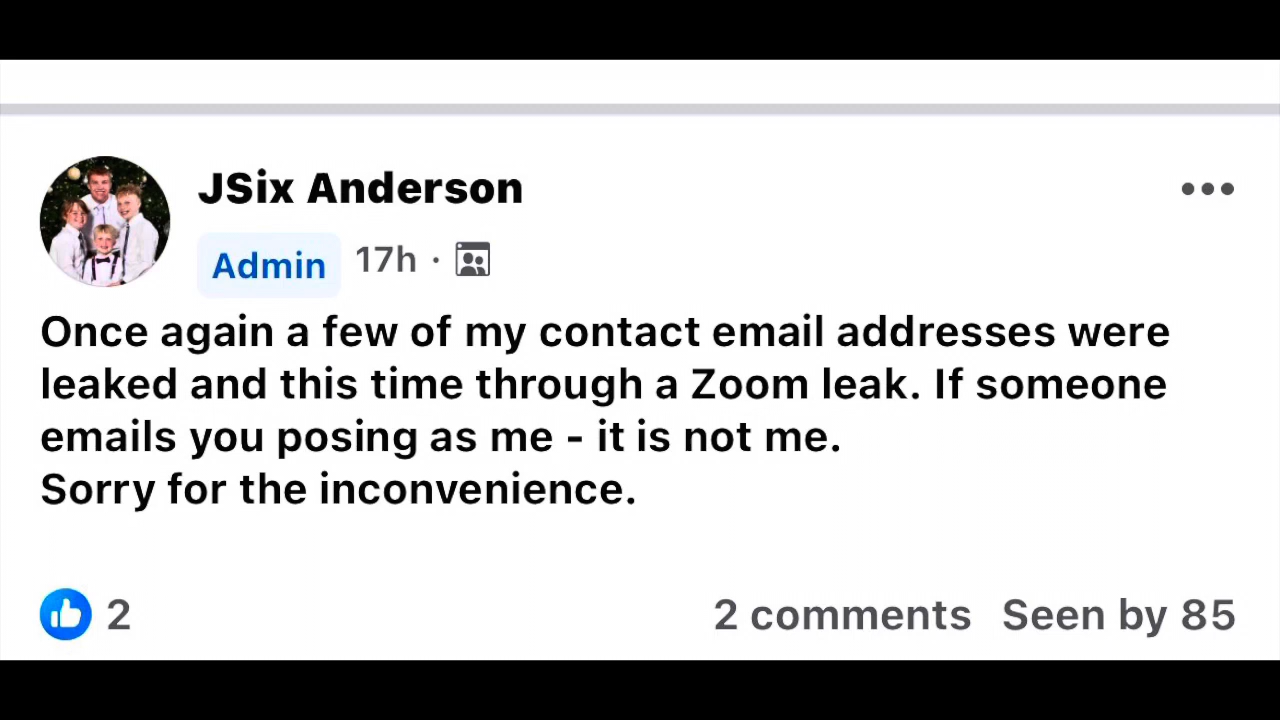 JSix Anderson
Admin 17h ·
Once again a few of my contact email addresses were
leaked and this time through a Zoom leak. If someone
emails you posing as me - it is not me.
Sorry for the inconvenience.
2 2 comments Seen by 85